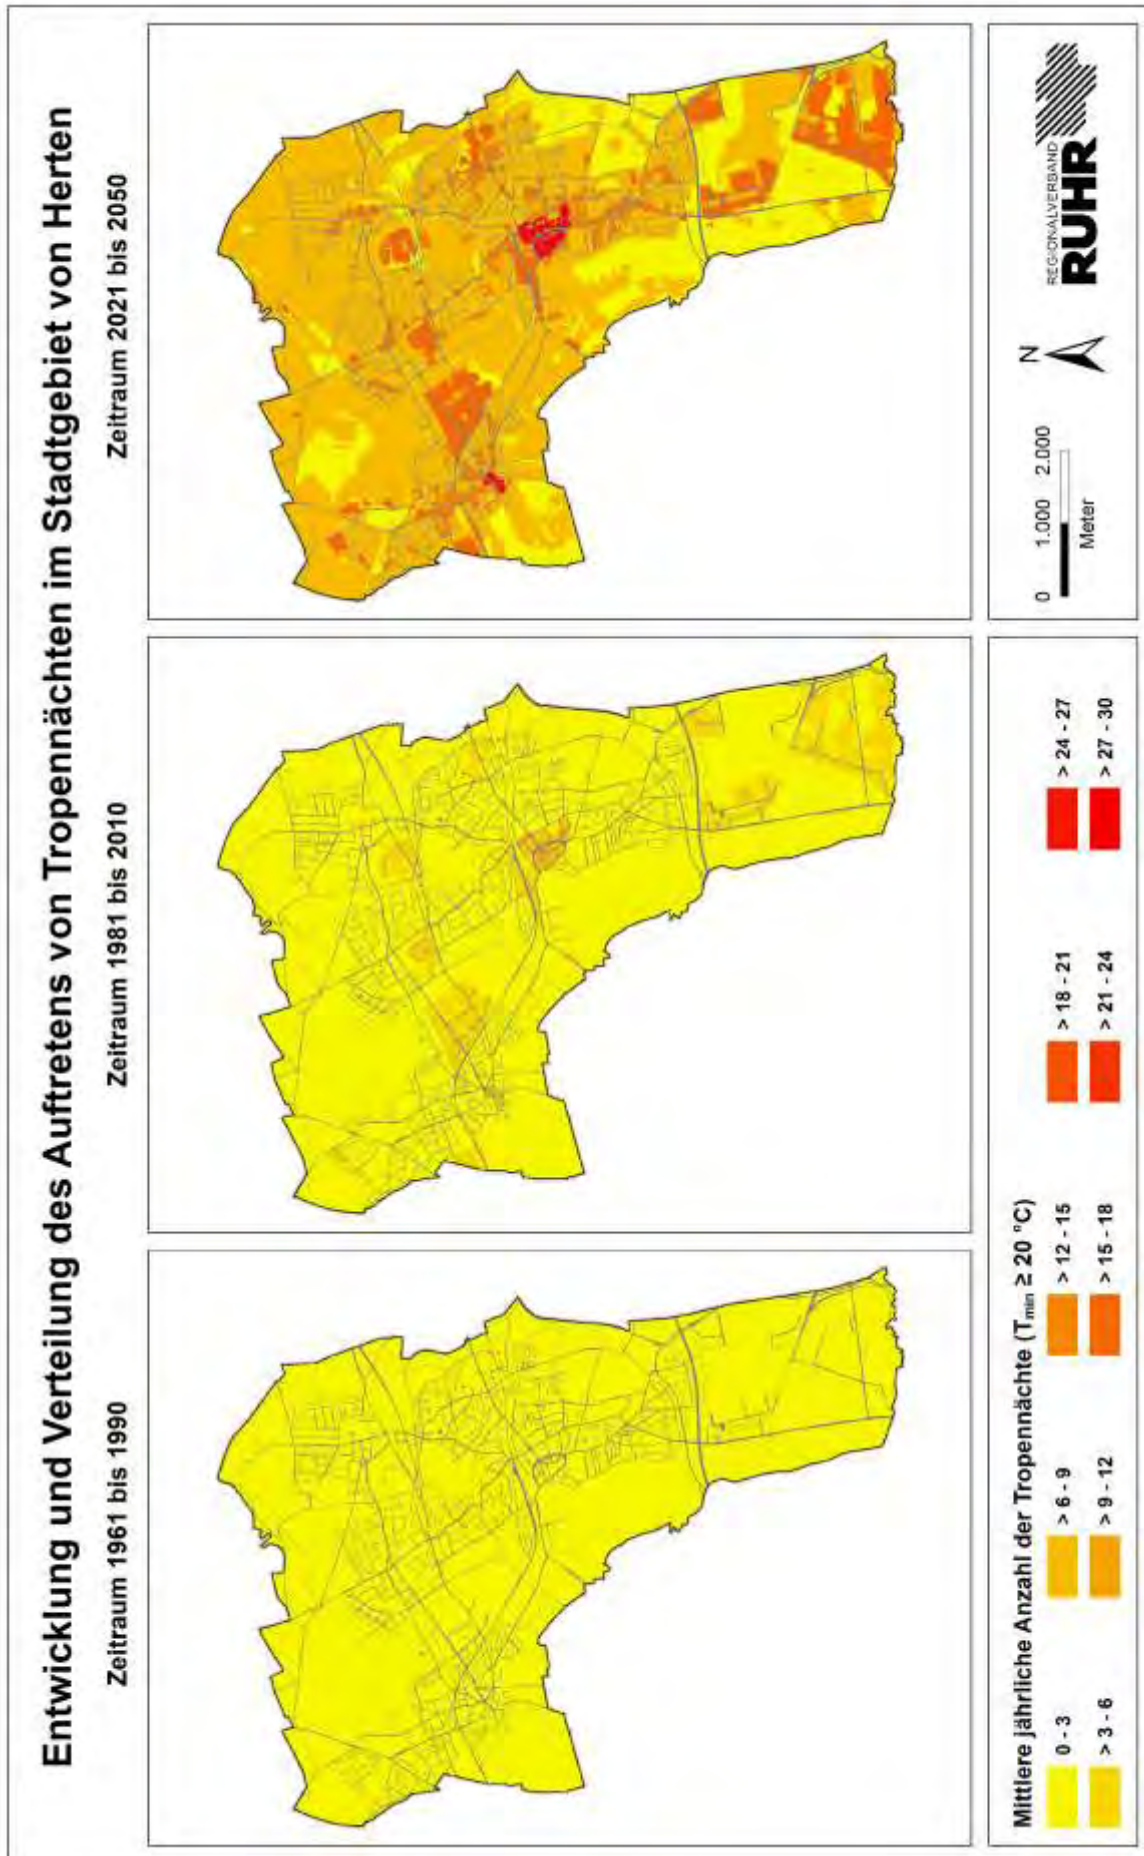 Entwicklung und Verteilung des Auftretens von Tropennächten im Stadtgebiet von Herten
Zeitraum 1961 bis 1990
Zeitraum 1981 bis 2010
Zeitraum 2021 bis 2050
Mittlere jährliche Anzahl der Tropennächte (Tmin ≥ 20 °C)
0 - 3
> 6 - 9
> 12 - 15
> 18 - 21
> 24 - 27
> 3 - 6
> 9 - 12
> 15 - 18
> 21 - 24
> 27 - 30
0 1.000 2.000
Meter
N
REGIONALVERBAND
RUHR